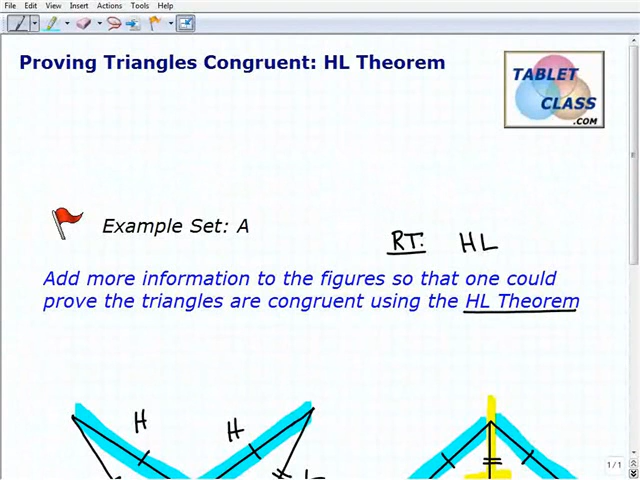 File Edit View Insert Actions Tools Help
Proving Triangles Congruent: HL Theorem
TABLET
CLASS
.COM
Example Set: A
RT: HL
Add more information to the figures so that one could
prove the triangles are congruent using the HL Theorem
H
H
1/1